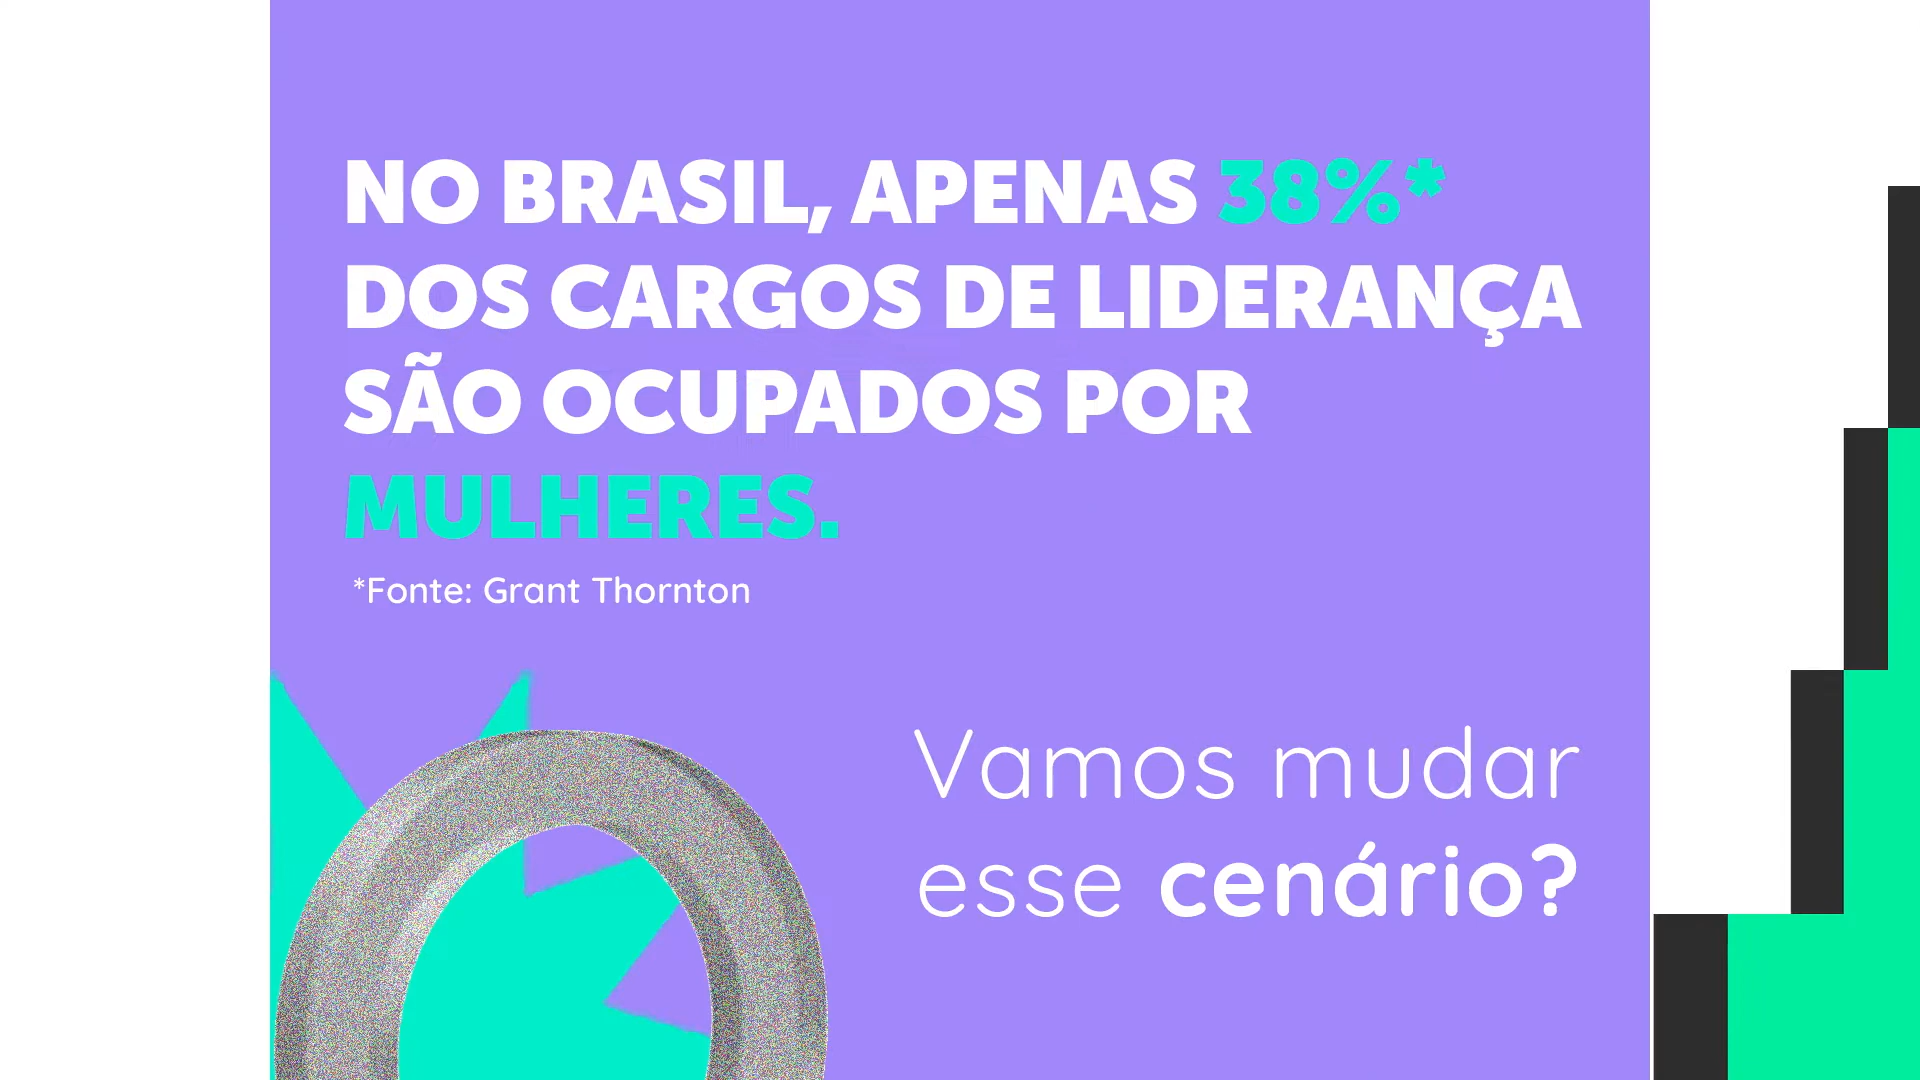 NO BRASIL, APENAS 38%*
DOS CARGOS DE LIDERANÇA
SÃO OCUPADOS POR
MULHERES.
*Fonte: Grant Thornton
Vamos mudar
esse cenário?